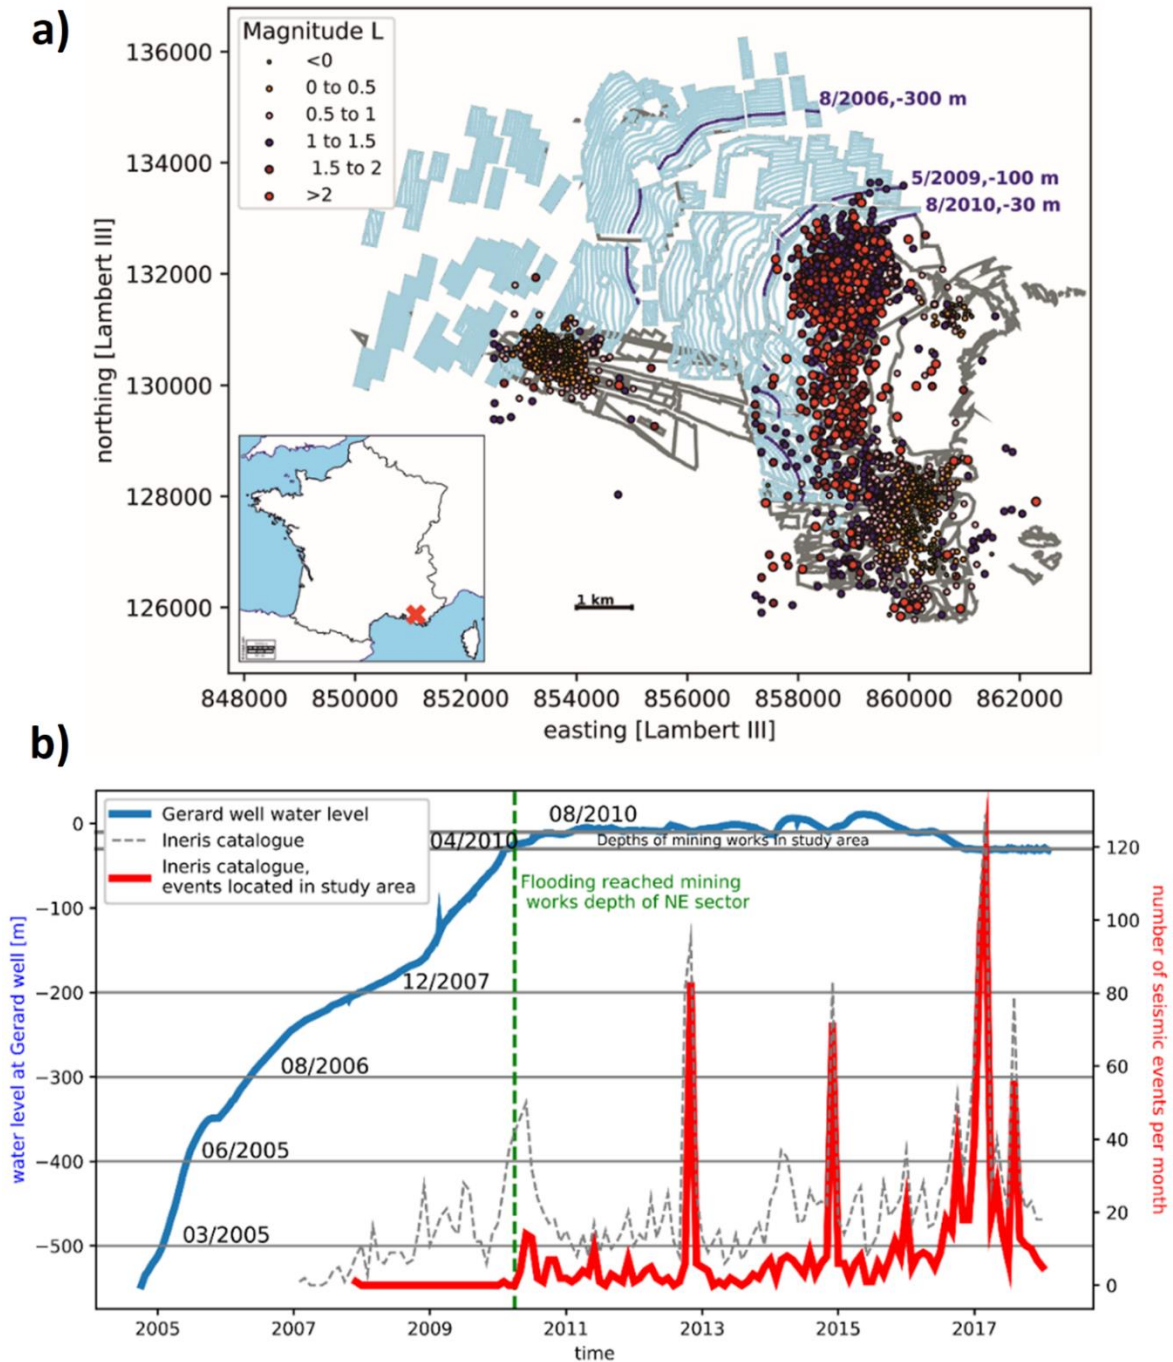 a)
Magnitude L
<0
0 to 0.5
0.5 to 1
1 to 1.5
1.5 to 2
>2
136000
134000
132000
130000
128000
126000
northing [Lambert III]
8/2006,-300 m
5/2009,-100 m
8/2010,-30 m
1 km
848000 850000 852000 854000 856000 858000 860000 862000
easting [Lambert III]
b)
Gerard well water level
Ineris catalogue
Ineris catalogue,
events located in study area
08/2010
04/2010
Depths of mining works in study area
Flooding reached mining
works depth of NE sector
12/2007
08/2006
06/2005
03/2005
0
−100
−200
−300
−400
−500
water level at Gerard well [m]
120
100
80
60
40
20
0
number of seismic events per month
2005 2007 2009 2011 2013 2015 2017
time